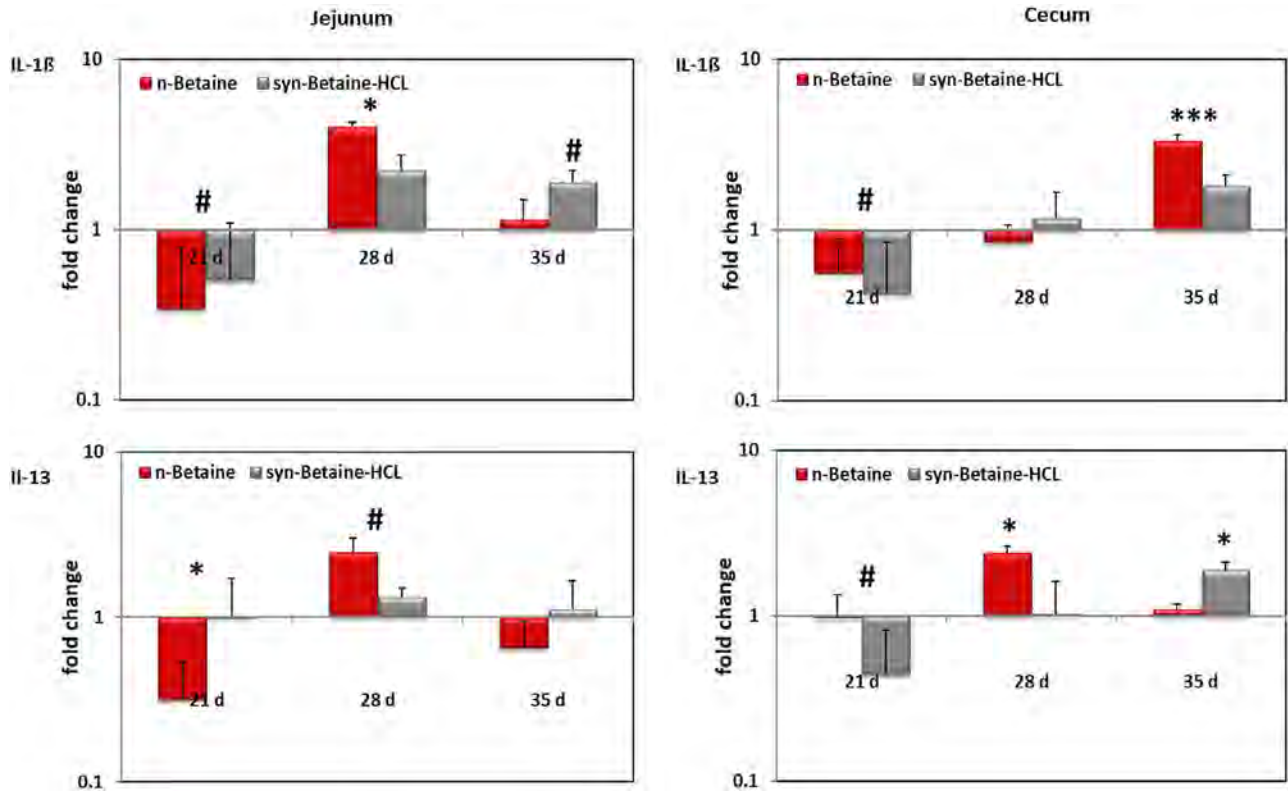 Jejunum
IL-1ß
10
n-Betaine syn-Betaine-HCL
*
#
#
fold change
1
21 d 28 d 35 d
0.1
Cecum
IL-1ß
10
n-Betaine syn-Betaine-HCL
***
#
fold change
1
21 d 28 d 35 d
0.1
Il-13
10
n-Betaine syn-Betaine-HCL
#
*
fold change
1
21 d 28 d 35 d
0.1
IL-13
10
n-Betaine syn-Betaine-HCL
* *
#
fold change
1
21 d 28 d 35 d
0.1